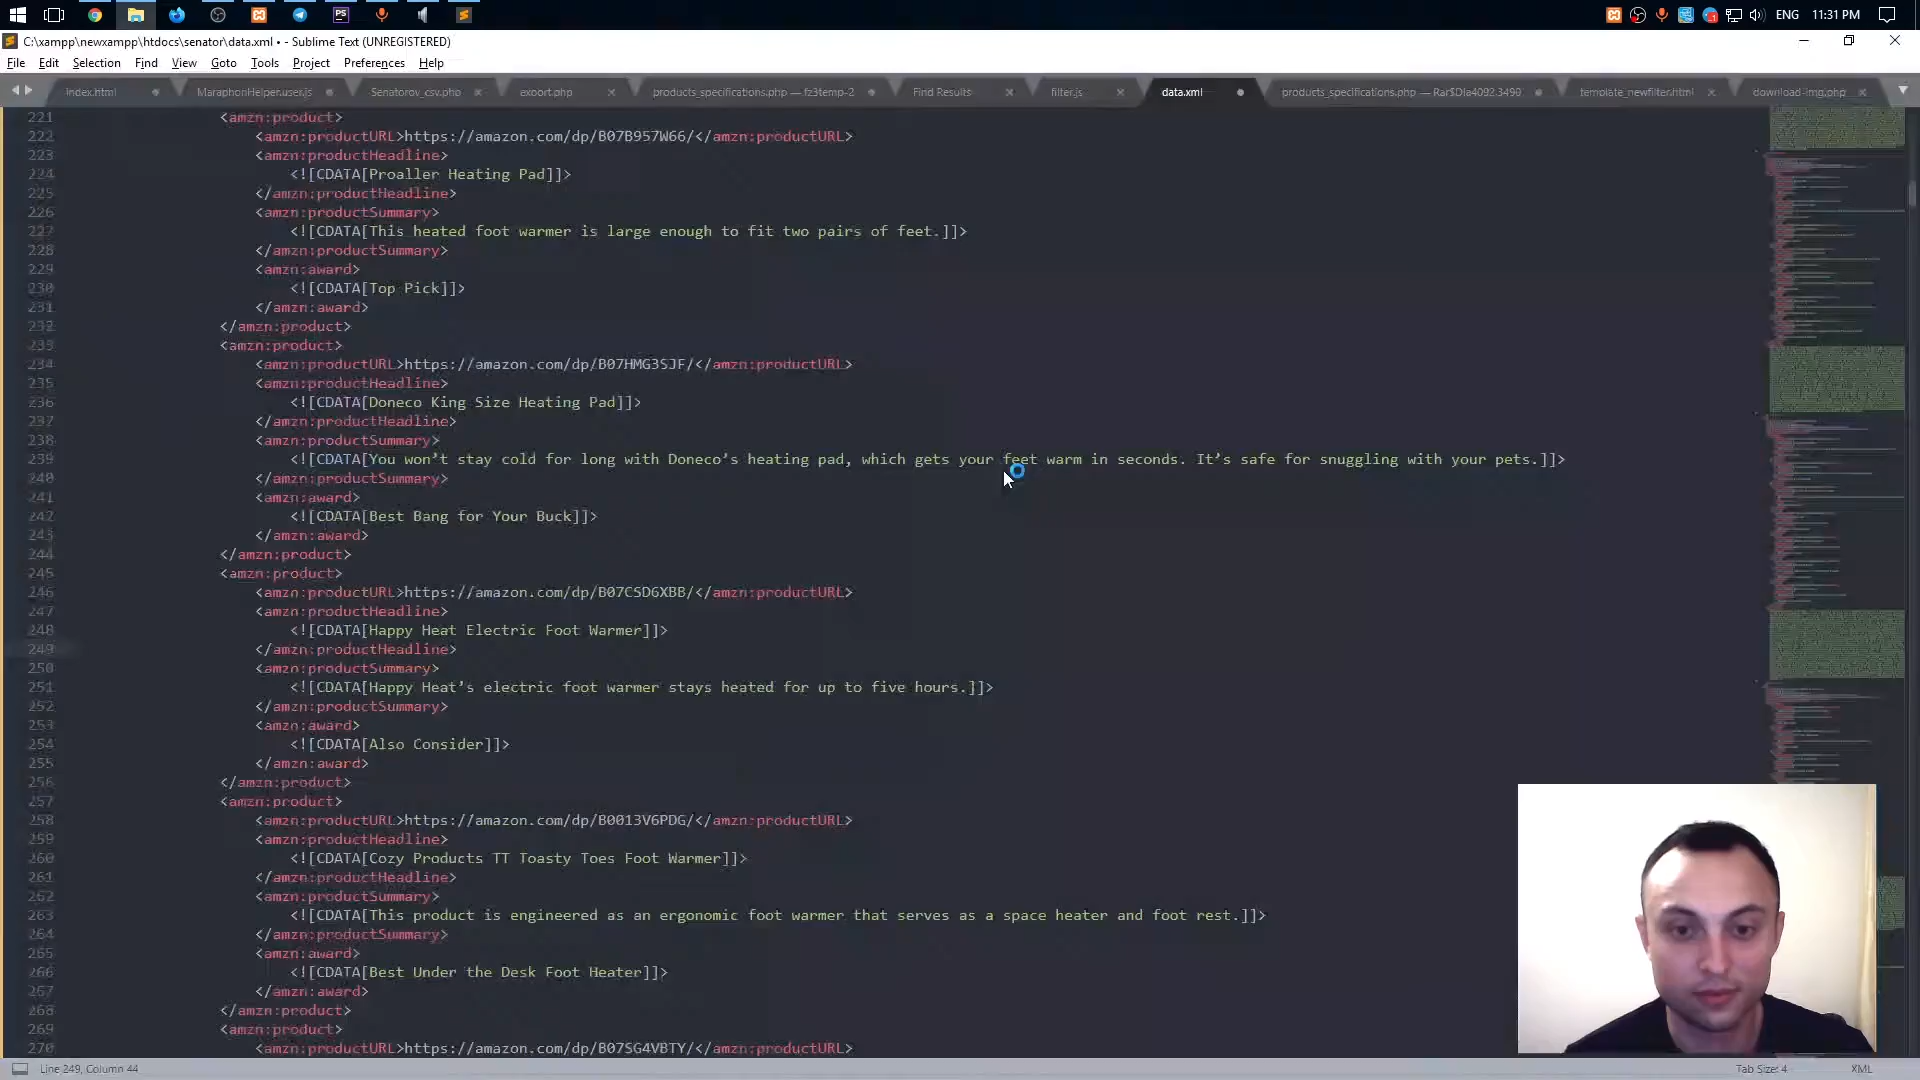 ENG 11:31 PM
C:\xampp\newxampp\htdocs\senator\data.xml • - Sublime Text (UNREGISTERED)
File Edit Selection Find View Goto Tools Project Preferences Help
index.html MaraphonHelper.user.js Senatorov_csv.php exoort.php products_specifications.php — fz3temp-2 Find Results filter.js data.xml products_specifications.php — Rar$DIa4092.3490 template_newfilter.html download-img.php
221 <amzn:product>
222 <amzn:productURL>https://amazon.com/dp/B07B957W66/</amzn:productURL>
223 <amzn:productHeadline>
224 <![CDATA[Proaller Heating Pad]]>
225 </amzn:productHeadline>
226 <amzn:productSummary>
227 <![CDATA[This heated foot warmer is large enough to fit two pairs of feet.]]>
228 </amzn:productSummary>
229 <amzn:award>
230 <![CDATA[Top Pick]]>
231 </amzn:award>
232 </amzn:product>
233 <amzn:product>
234 <amzn:productURL>https://amazon.com/dp/B07HMG3SJF/</amzn:productURL>
235 <amzn:productHeadline>
236 <![CDATA[Doneco King Size Heating Pad]]>
237 </amzn:productHeadline>
238 <amzn:productSummary>
239 <![CDATA[You won’t stay cold for long with Doneco’s heating pad, which gets your feet warm in seconds. It’s safe for snuggling with your pets.]]>
240 </amzn:productSummary>
241 <amzn:award>
242 <![CDATA[Best Bang for Your Buck]]>
243 </amzn:award>
244 </amzn:product>
245 <amzn:product>
246 <amzn:productURL>https://amazon.com/dp/B07CSDGXBB/</amzn:productURL>
247 <amzn:productHeadline>
248 <![CDATA[Happy Heat Electric Foot Warmer]]>
249 </amzn:productHeadline>
250 <amzn:productSummary>
251 <![CDATA[Happy Heat’s electric foot warmer stays heated for up to five hours.]]>
252 </amzn:productSummary>
253 <amzn:award>
254 <![CDATA[Also Consider]]>
255 </amzn:award>
256 </amzn:product>
257 <amzn:product>
258 <amzn:productURL>https://amazon.com/dp/B0013V6PDG/</amzn:productURL>
259 <amzn:productHeadline>
260 <![CDATA[Cozy Products TT Toasty Toes Foot Warmer]]>
261 </amzn:productHeadline>
262 <amzn:productSummary>
263 <![CDATA[This product is engineered as an ergonomic foot warmer that serves as a space heater and foot rest.]]>
264 </amzn:productSummary>
265 <amzn:award>
266 <![CDATA[Best Under the Desk Foot Heater]]>
267 </amzn:award>
268 </amzn:product>
269 <amzn:product>
270 <amzn:productURL>https://amazon.com/dp/B07SG4VBTY/</amzn:productURL>
Line 249, Column 44 Tab Size: 4 XML